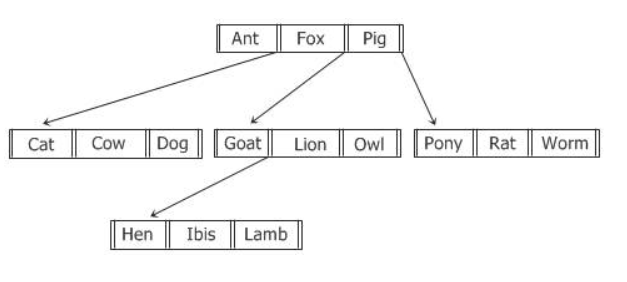 Ant Fox Pig
Cat Cow Dog Goat Lion Owl Pony Rat Worm
Hen Ibis Lamb